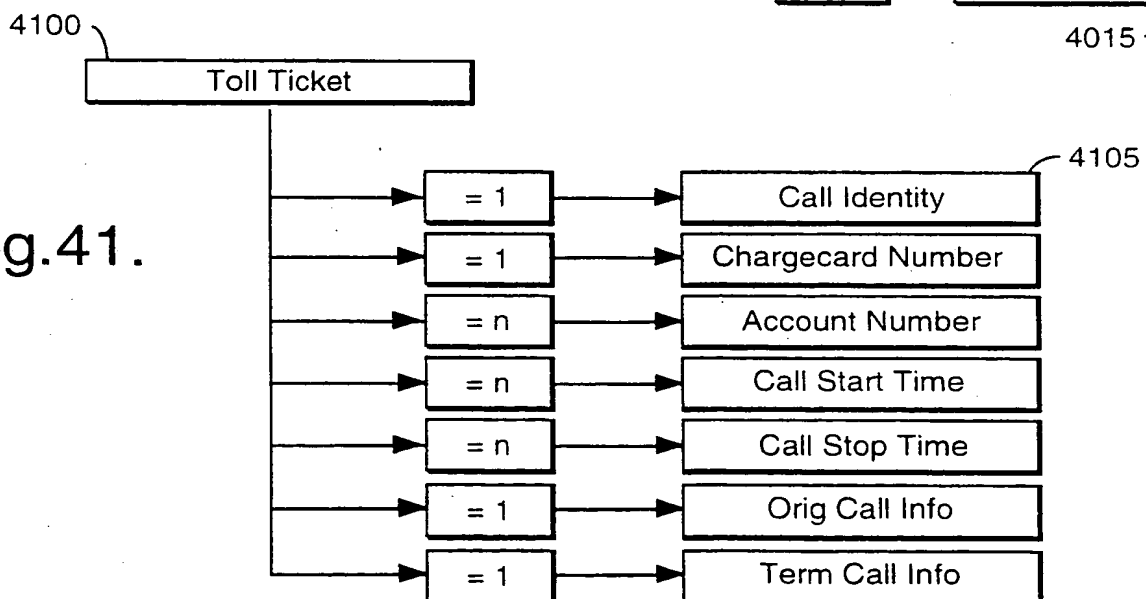 4100
4015
Toll Ticket
4105
= 1 Call Identity
g.41.
= 1 Chargecard Number
= n Account Number
= n Call Start Time
= n Call Stop Time
= 1 Orig Call Info
= 1 Term Call Info